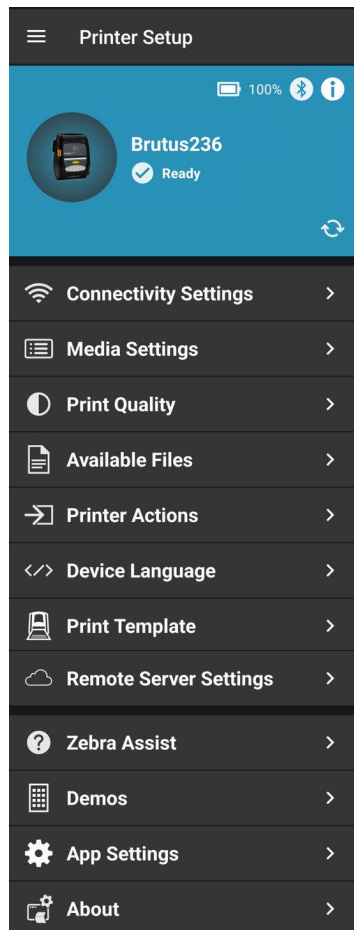 Printer Setup
100%
Brutus236
Ready
Connectivity Settings
Media Settings
Print Quality
Available Files
Printer Actions
Device Language
Print Template
Remote Server Settings
Zebra Assist
Demos
App Settings
About